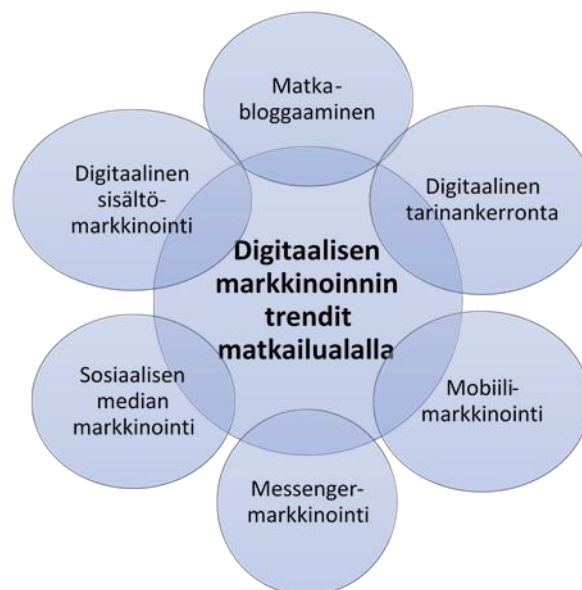 Matka-
bloggaaminen
Digitaalinen
tarinankerronta
Mobiili-
markkinointi
Messenger-
markkinointi
Sosiaalisen
median
markkinointi
Digitaalinen
sisältö-
markkinointi
Digitaalisen
markkinoinnin
trendit
matkailualalla